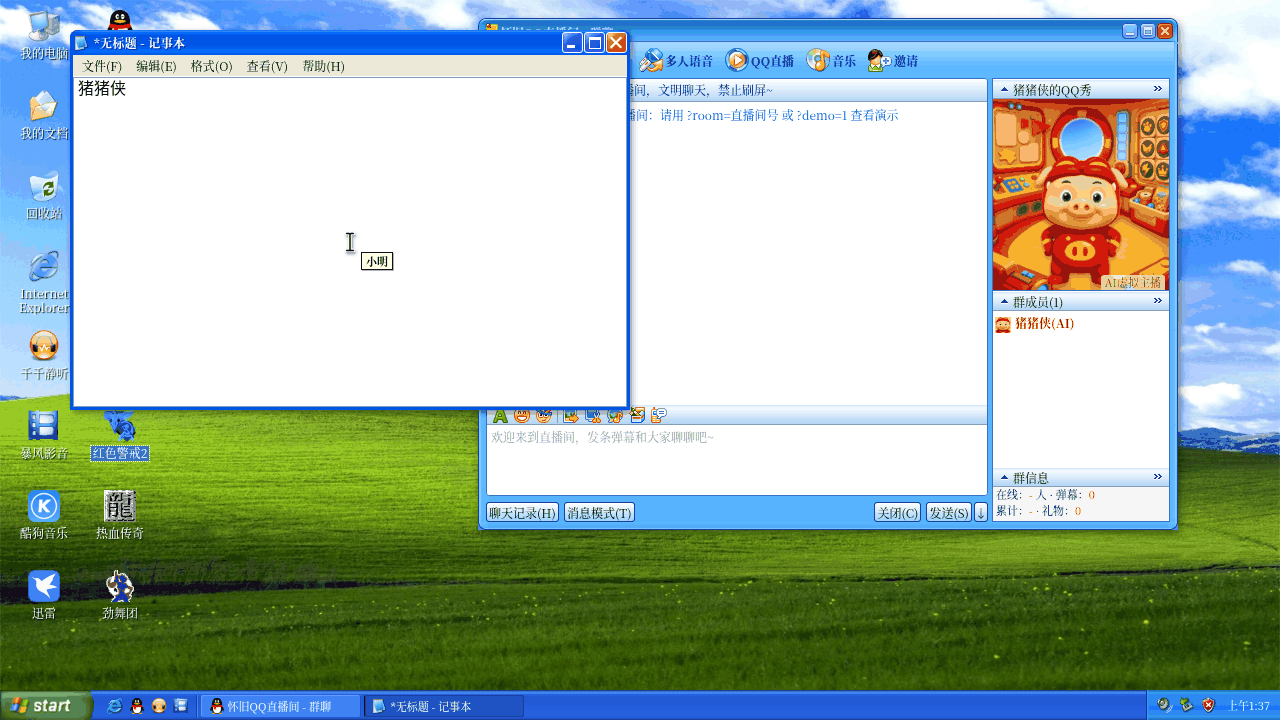 我的电脑
我的文档
回收站
Internet Explorer
千千静听
暴风影音
红色警戒2
酷狗音乐
热血传奇
迅雷
劲舞团
*无标题 - 记事本
文件(F) 编辑(E) 格式(O) 查看(V) 帮助(H)
猪猪侠
小明
多人语音 QQ直播 音乐 邀请
间，文明聊天，禁止刷屏~
播间：请用 ?room=直播间号 或 ?demo=1 查看演示
欢迎来到直播间，发条弹幕和大家聊聊吧~
聊天记录(H) 消息模式(T) 关闭(C) 发送(S) ↓
猪猪侠的QQ秀
AI虚拟主播
群成员(1)
猪猪侠(AI)
群信息
在线：- 人 · 弹幕：0
累计：- · 礼物：0
start
怀旧QQ直播间 - 群聊
*无标题 - 记事本
上午1:37